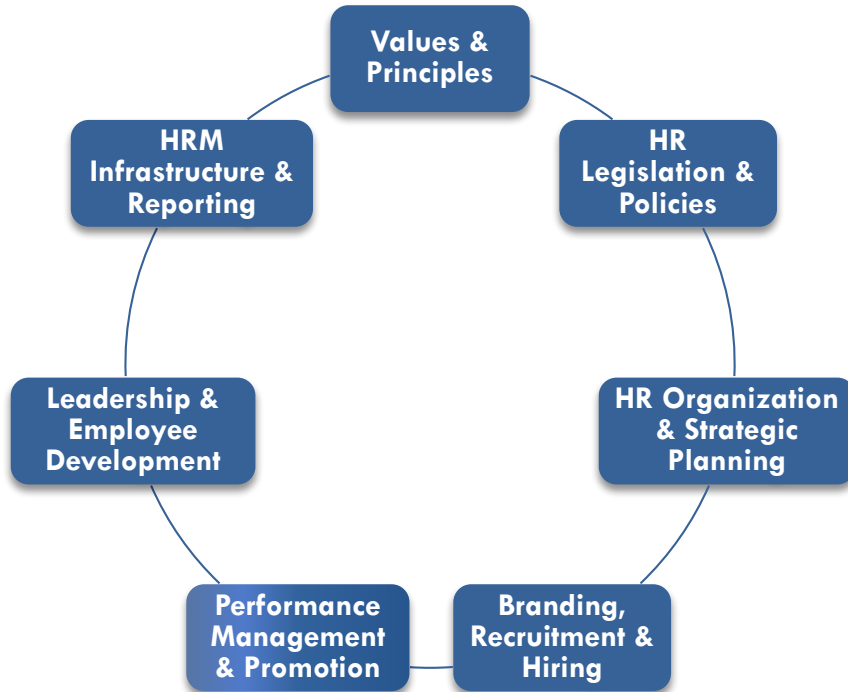 Values &
Principles
HR
Legislation &
Policies
HR Organization
& Strategic
Planning
Branding,
Recruitment &
Hiring
Performance
Management
& Promotion
Leadership &
Employee
Development
HRM
Infrastructure &
Reporting